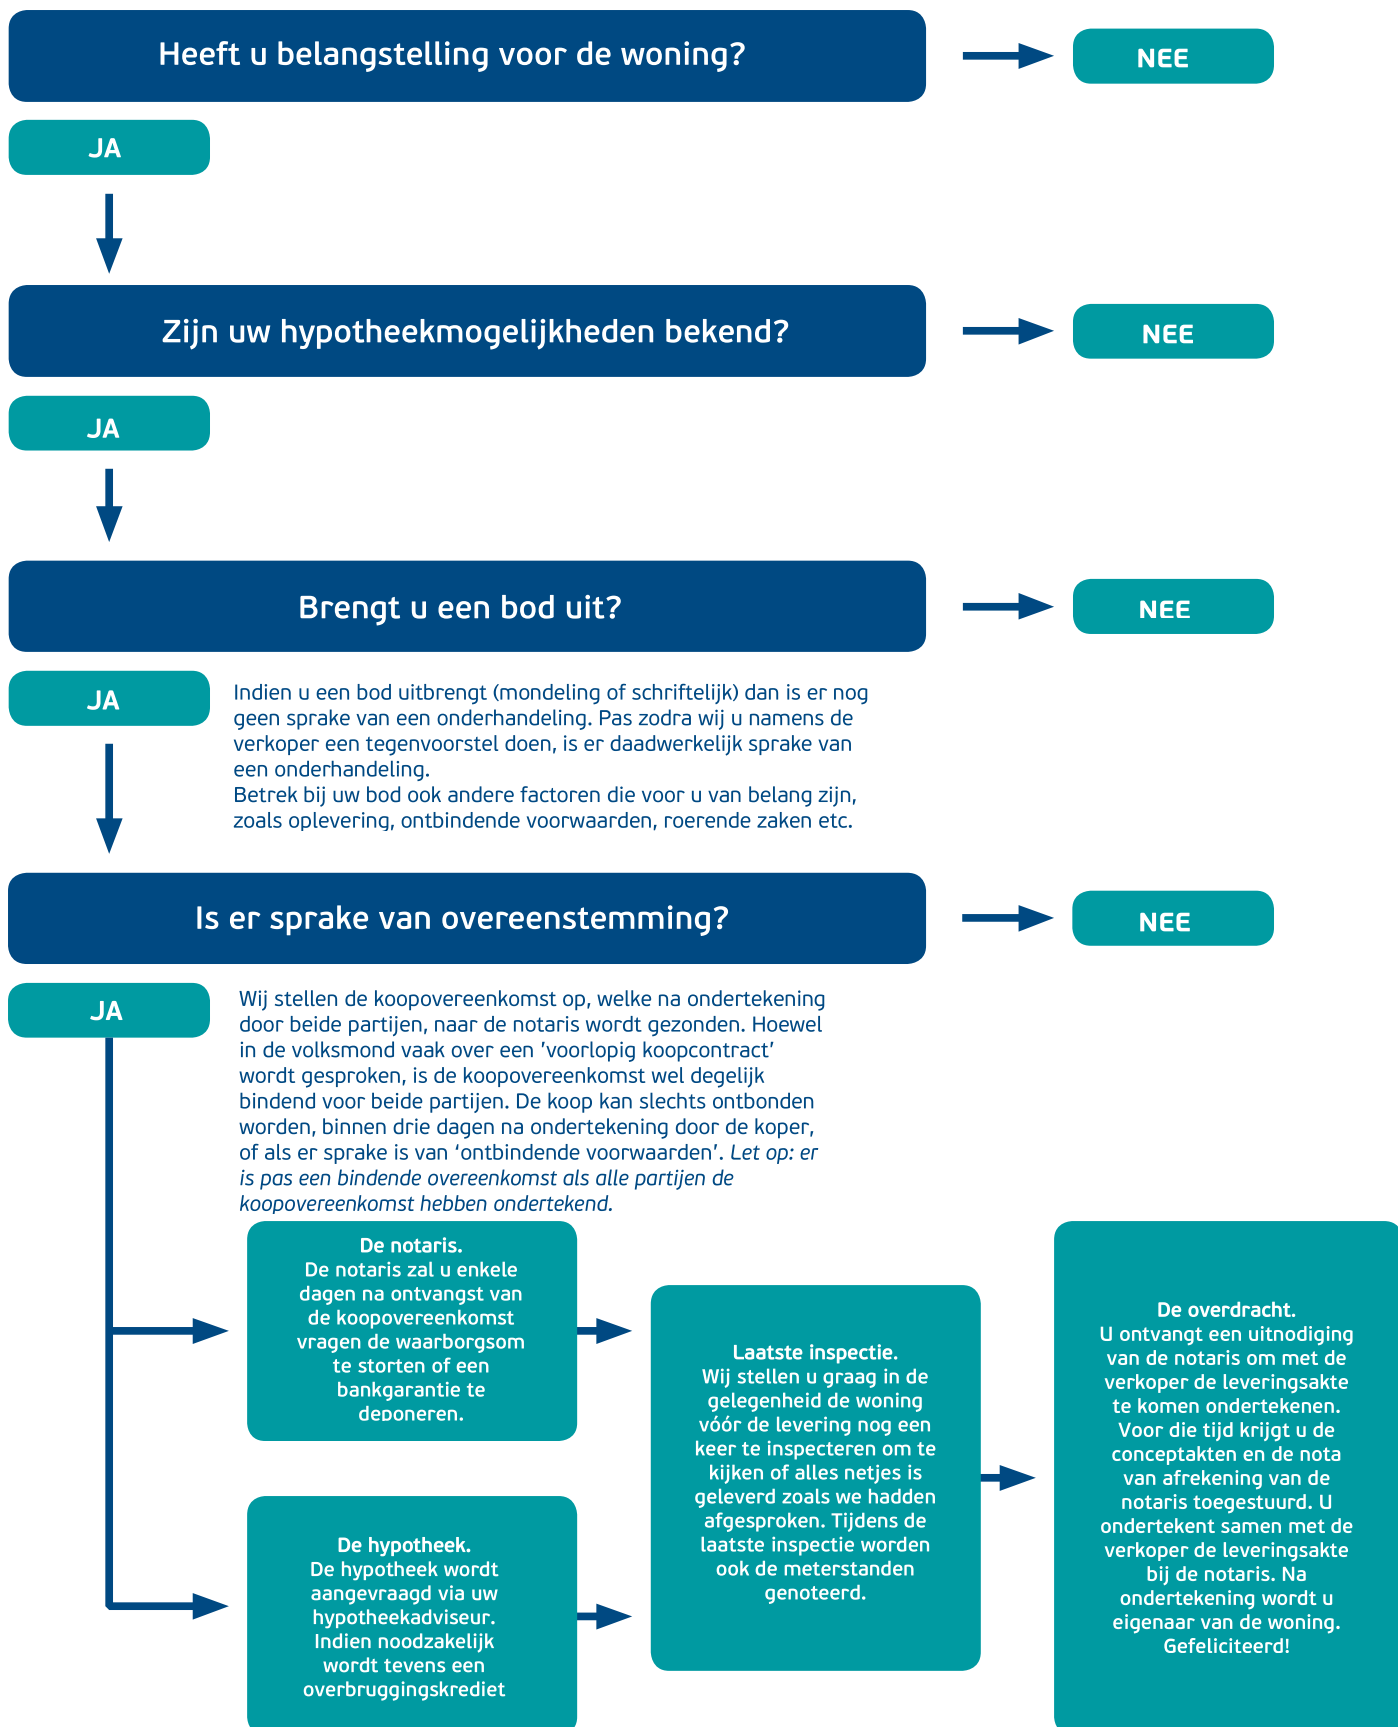 Heeft u belangstelling voor de woning?
NEE
JA
Zijn uw hypotheekmogelijkheden bekend?
NEE
JA
Brengt u een bod uit?
NEE
JA
Indien u een bod uitbrengt (mondeling of schriftelijk) dan is er nog
geen sprake van een onderhandeling. Pas zodra wij u namens de
verkoper een tegenvoorstel doen, is er daadwerkelijk sprake van
een onderhandeling.
Betrek bij uw bod ook andere factoren die voor u van belang zijn,
zoals oplevering, ontbindende voorwaarden, roerende zaken etc.
Is er sprake van overeenstemming?
NEE
JA
Wij stellen de koopovereenkomst op, welke na ondertekening
door beide partijen, naar de notaris wordt gezonden. Hoewel
in de volksmond vaak over een ’voorlopig koopcontract’
wordt gesproken, is de koopovereenkomst wel degelijk
bindend voor beide partijen. De koop kan slechts ontbonden
worden, binnen drie dagen na ondertekening door de koper,
of als er sprake is van ‘ontbindende voorwaarden’. Let op: er
is pas een bindende overeenkomst als alle partijen de
koopovereenkomst hebben ondertekend.
De notaris.
De notaris zal u enkele
dagen na ontvangst van
de koopovereenkomst
vragen de waarborgsom
te storten of een
bankgarantie te
deponeren.
De hypotheek.
De hypotheek wordt
aangevraagd via uw
hypotheekadviseur.
Indien noodzakelijk
wordt tevens een
overbruggingskrediet
Laatste inspectie.
Wij stellen u graag in de
gelegenheid de woning
vóór de levering nog een
keer te inspecteren om te
kijken of alles netjes is
geleverd zoals we hadden
afgesproken. Tijdens de
laatste inspectie worden
ook de meterstanden
genoteerd.
De overdracht.
U ontvangt een uitnodiging
van de notaris om met de
verkoper de leveringsakte
te komen ondertekenen.
Voor die tijd krijgt u de
conceptakten en de nota
van afrekening van de
notaris toegestuurd. U
ondertekent samen met de
verkoper de leveringsakte
bij de notaris. Na
ondertekening wordt u
eigenaar van de woning.
Gefeliciteerd!